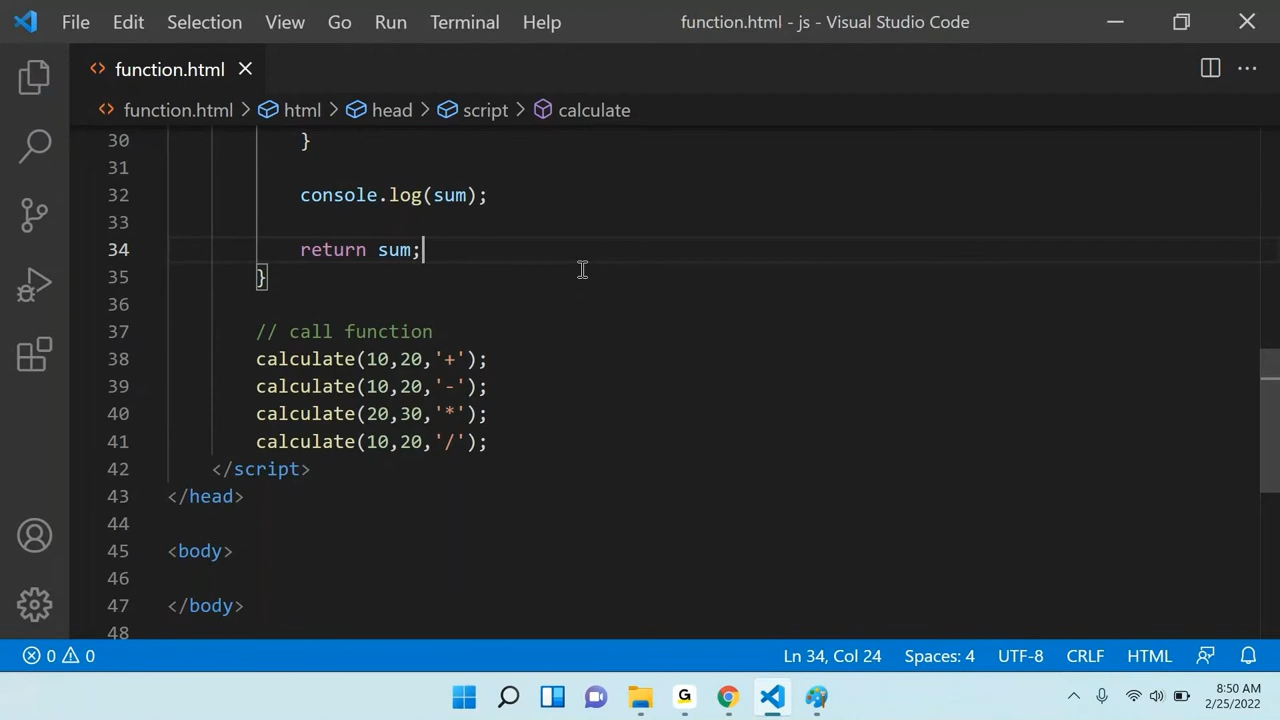 File Edit Selection View Go Run Terminal Help function.html - js - Visual Studio Code
function.html
function.html > html > head > script > calculate
30 }
31
32 console.log(sum);
33
34 return sum;
35 }
36
37 // call function
38 calculate(10,20,'+');
39 calculate(10,20,'-');
40 calculate(20,30,'*');
41 calculate(10,20,'/');
42 </script>
43 </head>
44
45 <body>
46
47 </body>
48
0 0 Ln 34, Col 24 Spaces: 4 UTF-8 CRLF HTML
G
8:50 AM
2/25/2022